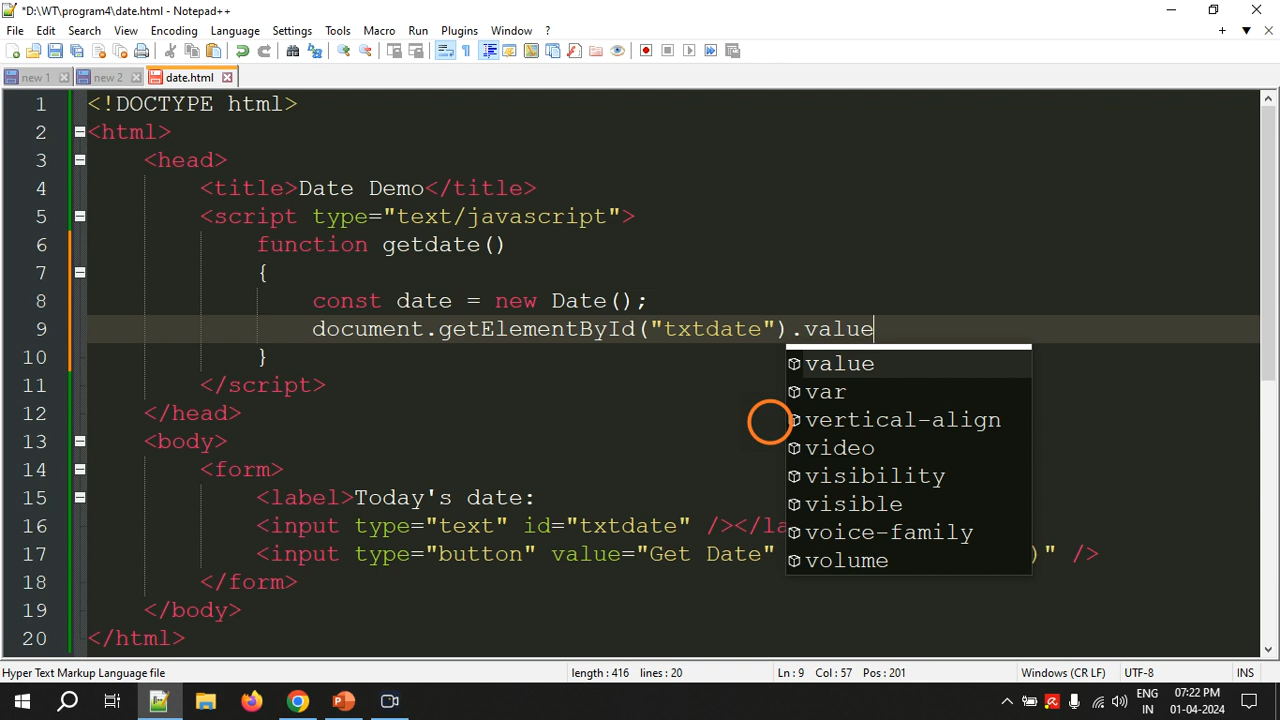 *D:\WT\program4\date.html - Notepad++
File Edit Search View Encoding Language Settings Tools Macro Run Plugins Window ?
new 1 new 2 date.html
1 <!DOCTYPE html>
2 <html>
3 <head>
4 <title>Date Demo</title>
5 <script type="text/javascript">
6 function getdate()
7 {
8 const date = new Date();
9 document.getElementById("txtdate").value
10 }
value
11 </script>
var
12 </head>
vertical-align
13 <body>
video
14 <form>
visibility
15 <label>Today's date:
visible
16 <input type="text" id="txtdate" /></la
voice-family
17 <input type="button" value="Get Date" )" />
volume
18 </form>
19 </body>
20 </html>
Hyper Text Markup Language file length : 416 lines : 20 Ln : 9 Col : 57 Pos : 201 Windows (CR LF) UTF-8 INS
ENG
IN
07:22 PM
01-04-2024